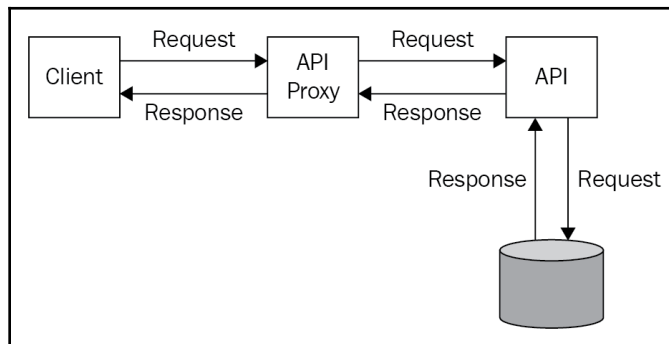 Request
Request
Client
API
Proxy
API
Response
Response
Response
Request